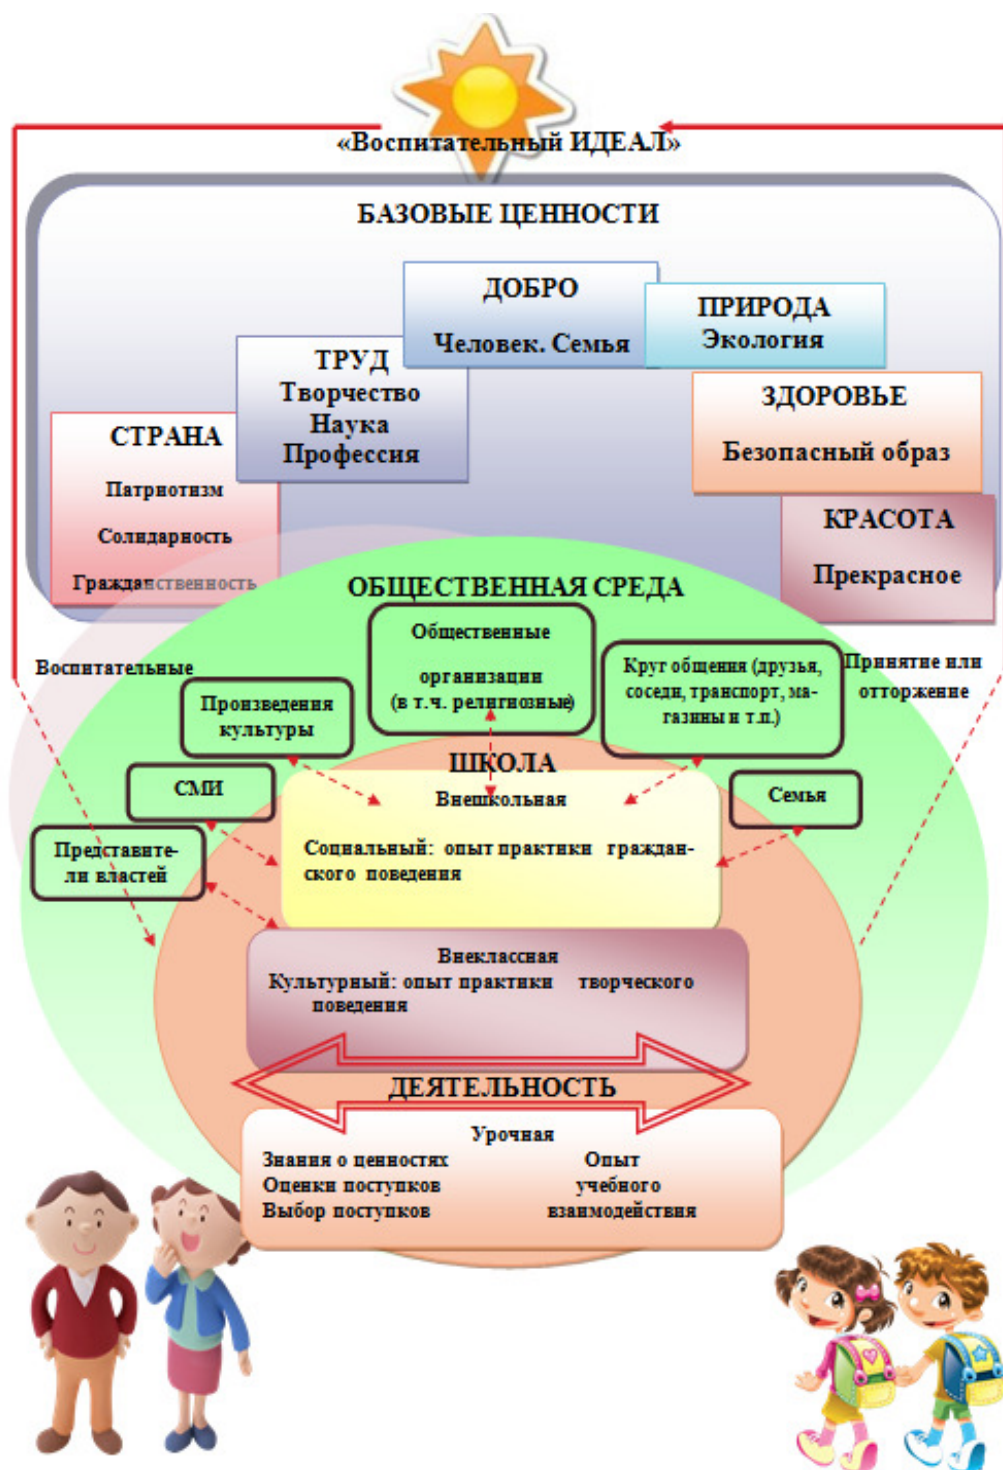 «Воспитательный ИДЕАЛ»
БАЗОВЫЕ ЦЕННОСТИ
ДОБРО
Человек. Семья
ПРИРОДА
Экология
ТРУД
Творчество
Наука
Профессия
ЗДОРОВЬЕ
Безопасный образ
СТРАНА
Патриотизм
Солидарность
Гражданственность
КРАСОТА
Прекрасное
ОБЩЕСТВЕННАЯ СРЕДА
Воспитательные
Принятие или
отторжение
Общественные
организации
(в т.ч. религиозные)
Круг общения (друзья,
соседи, транспорт, ма-
газины и т.п.)
Произведения
культуры
СМИ
Семья
Представите-
ли властей
ШКОЛА
Внешкольная
Социальный: опыт практики граждан-
ского поведения
Внеклассная
Культурный: опыт практики творческого
поведения
ДЕЯТЕЛЬНОСТЬ
Урочная
Знания о ценностях
Оценки поступков
Выбор поступков
Опыт
учебного
взаимодействия